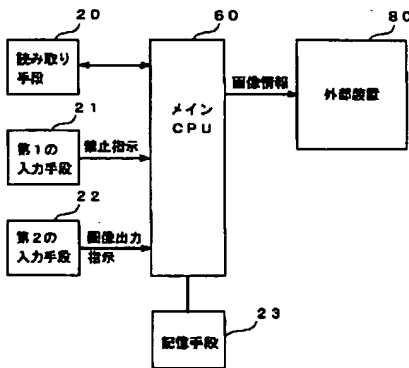 20
読み取り
手段
60
メイン
CPU
80
外部装置
画像情報
21
第1の
入力手段
禁止指示
22
第2の
入力手段
画像出力
指示
23
記憶手段